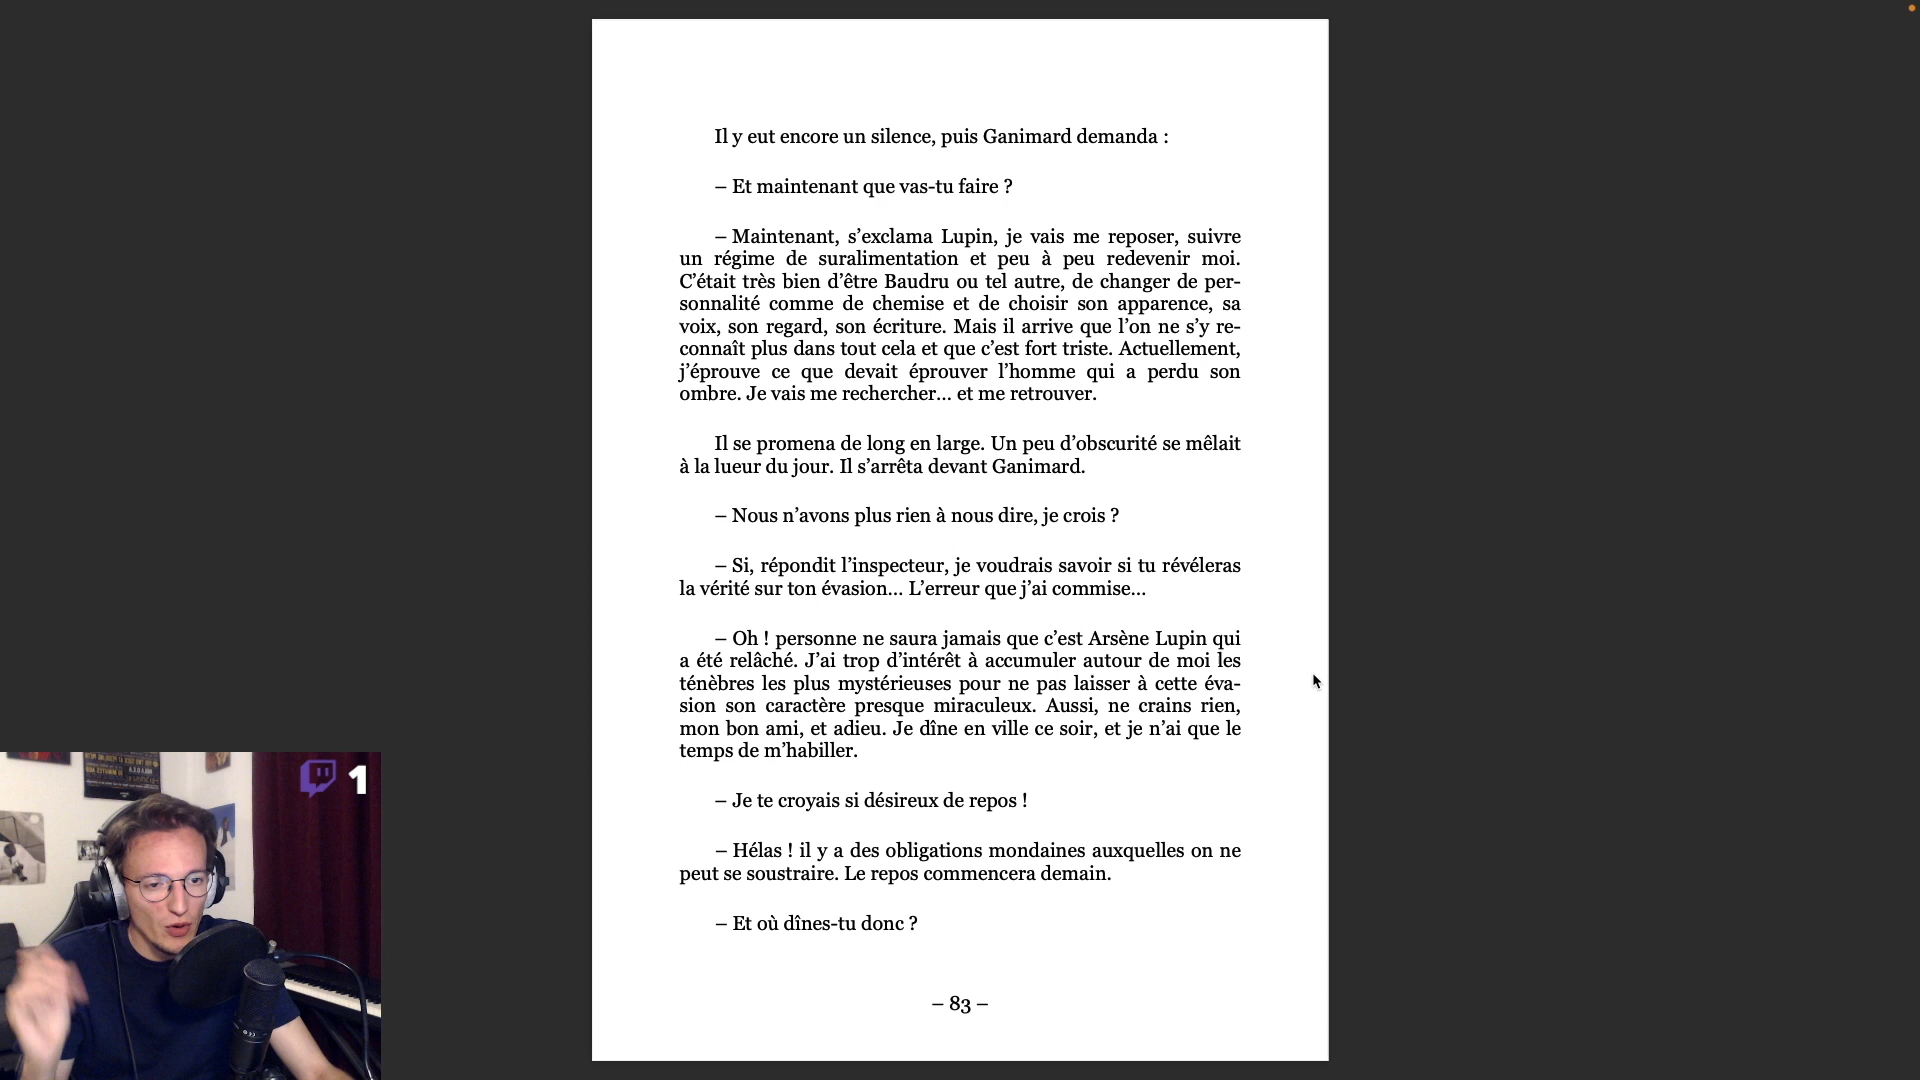 Il y eut encore un silence, puis Ganimard demanda :
– Et maintenant que vas-tu faire ?
– Maintenant, s’exclama Lupin, je vais me reposer, suivre
un régime de suralimentation et peu à peu redevenir moi.
C’était très bien d’être Baudru ou tel autre, de changer de per-
sonnalité comme de chemise et de choisir son apparence, sa
voix, son regard, son écriture. Mais il arrive que l’on ne s’y re-
connaît plus dans tout cela et que c’est fort triste. Actuellement,
j’éprouve ce que devait éprouver l’homme qui a perdu son
ombre. Je vais me rechercher… et me retrouver.
Il se promena de long en large. Un peu d’obscurité se mêlait
à la lueur du jour. Il s’arrêta devant Ganimard.
– Nous n’avons plus rien à nous dire, je crois ?
– Si, répondit l’inspecteur, je voudrais savoir si tu révéleras
la vérité sur ton évasion… L’erreur que j’ai commise…
– Oh ! personne ne saura jamais que c’est Arsène Lupin qui
a été relâché. J’ai trop d’intérêt à accumuler autour de moi les
ténèbres les plus mystérieuses pour ne pas laisser à cette éva-
sion son caractère presque miraculeux. Aussi, ne crains rien,
mon bon ami, et adieu. Je dîne en ville ce soir, et je n’ai que le
temps de m’habiller.
– Je te croyais si désireux de repos !
– Hélas ! il y a des obligations mondaines auxquelles on ne
peut se soustraire. Le repos commencera demain.
– Et où dînes-tu donc ?
– 83 –
1